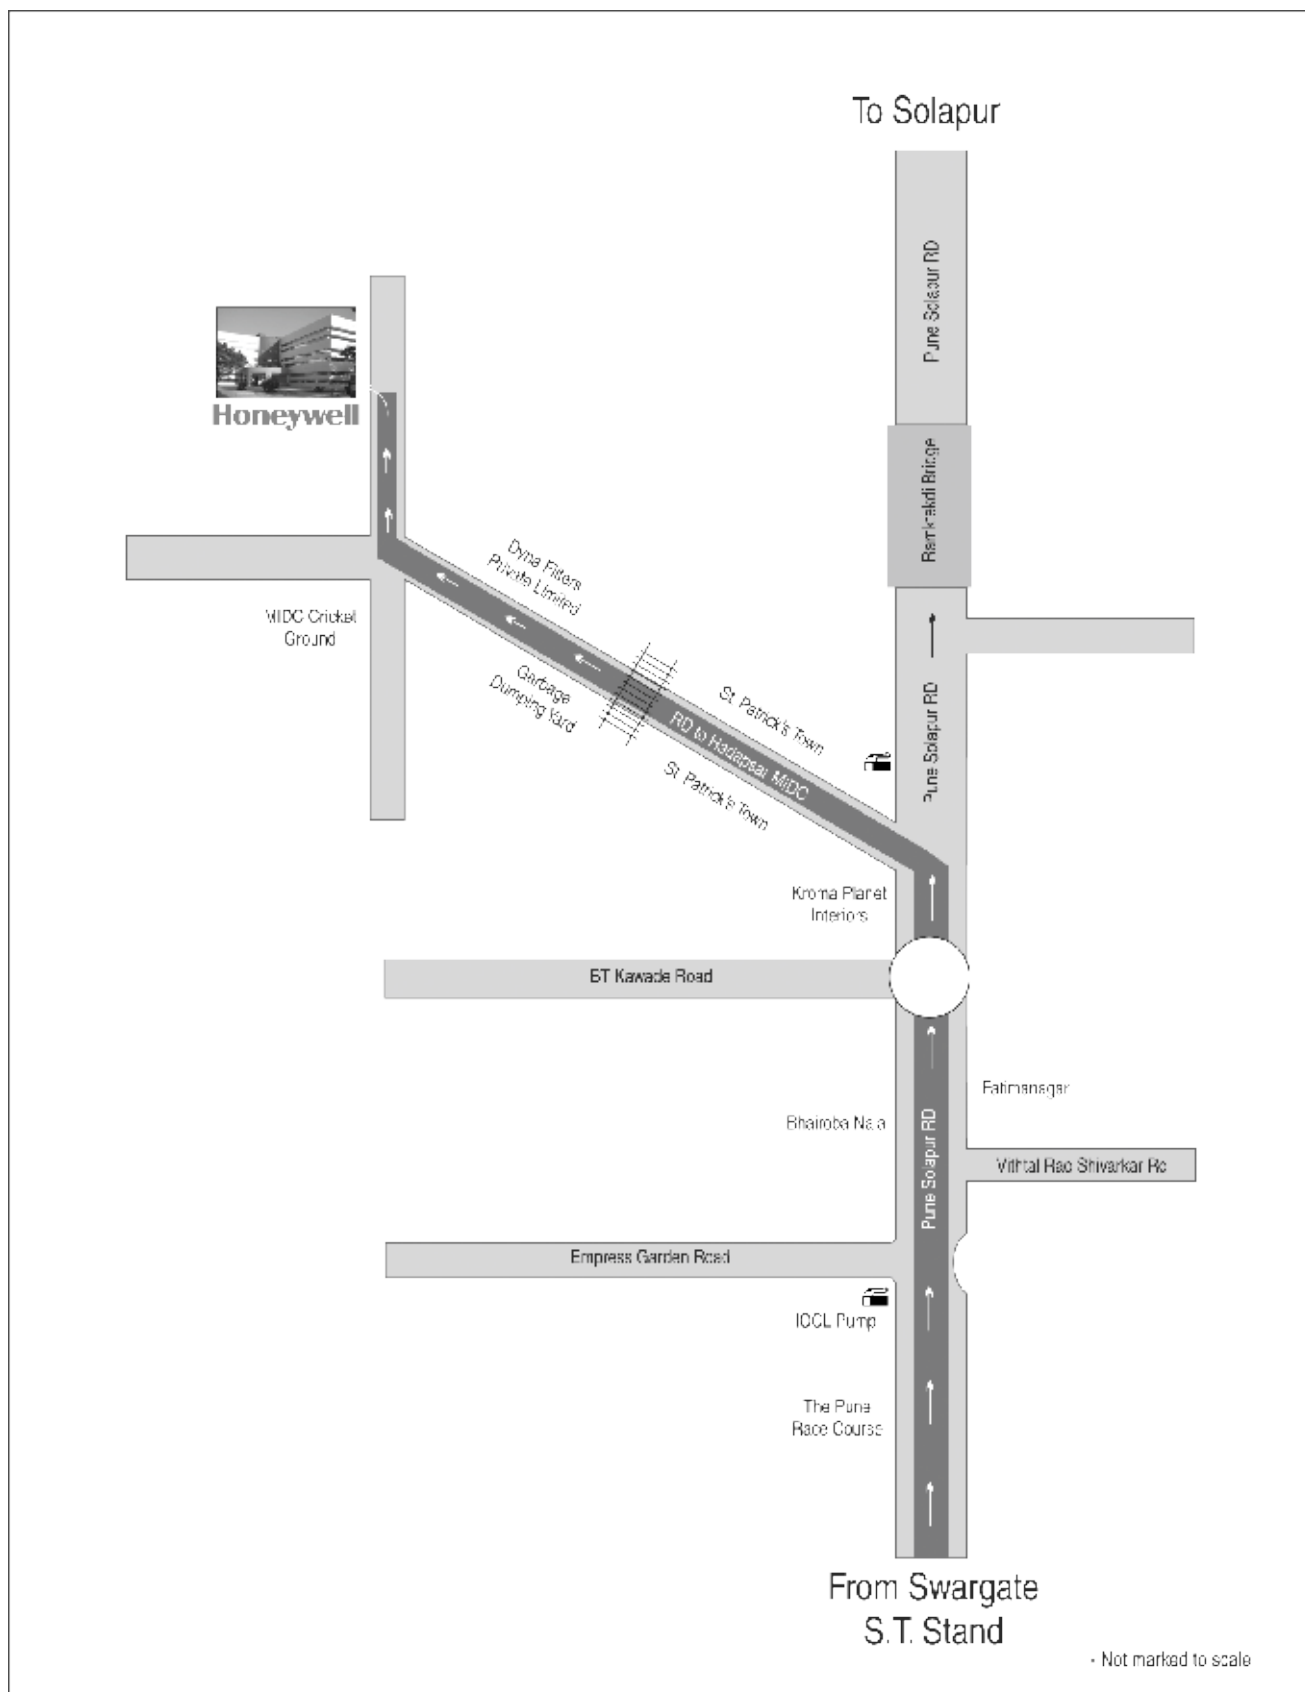 To Solapur
Pune Solapur RD
Honeywell
Ramkrakdi Bridge
Dyna Filters
Private Limited
MIDC Cricket
Ground
Garbage
Dumping Yard
St. Patrick's Town
RD to Hadapsar MIDC
St. Patrick's Town
Pune Solapur RD
Kroma Planet
Interiors
BT Kawade Road
Fatimanagar
Bhairoba Nala
Pune Solapur RD
Vithtal Rao Shivarkar Rd
Empress Garden Road
IOCL Pump
The Pune
Race Course
From Swargate
S.T. Stand
- Not marked to scale